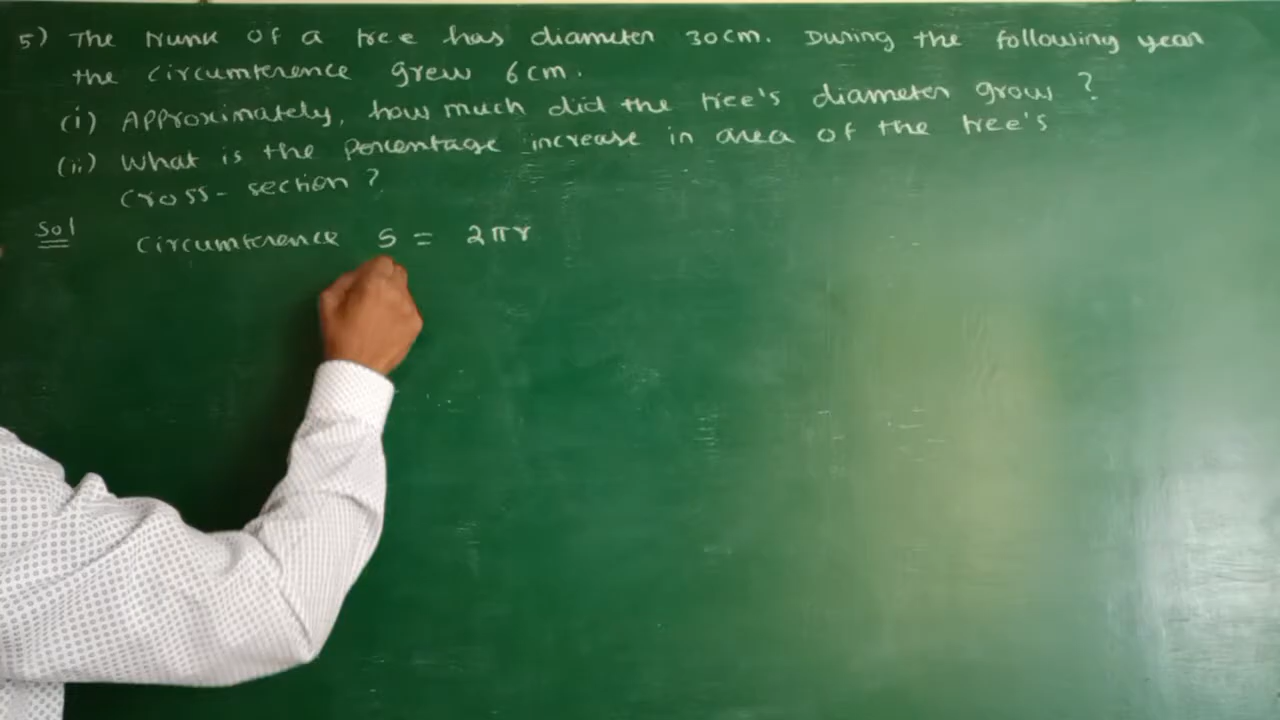 5) The trunk of a tree has diameter 30cm. During the following year
the circumference grew 6cm.
(i) Approximately, how much did the tree's diameter grow ?
(ii) What is the percentage increase in area of the tree's
cross-section ?
Sol Circumference S = 2πr